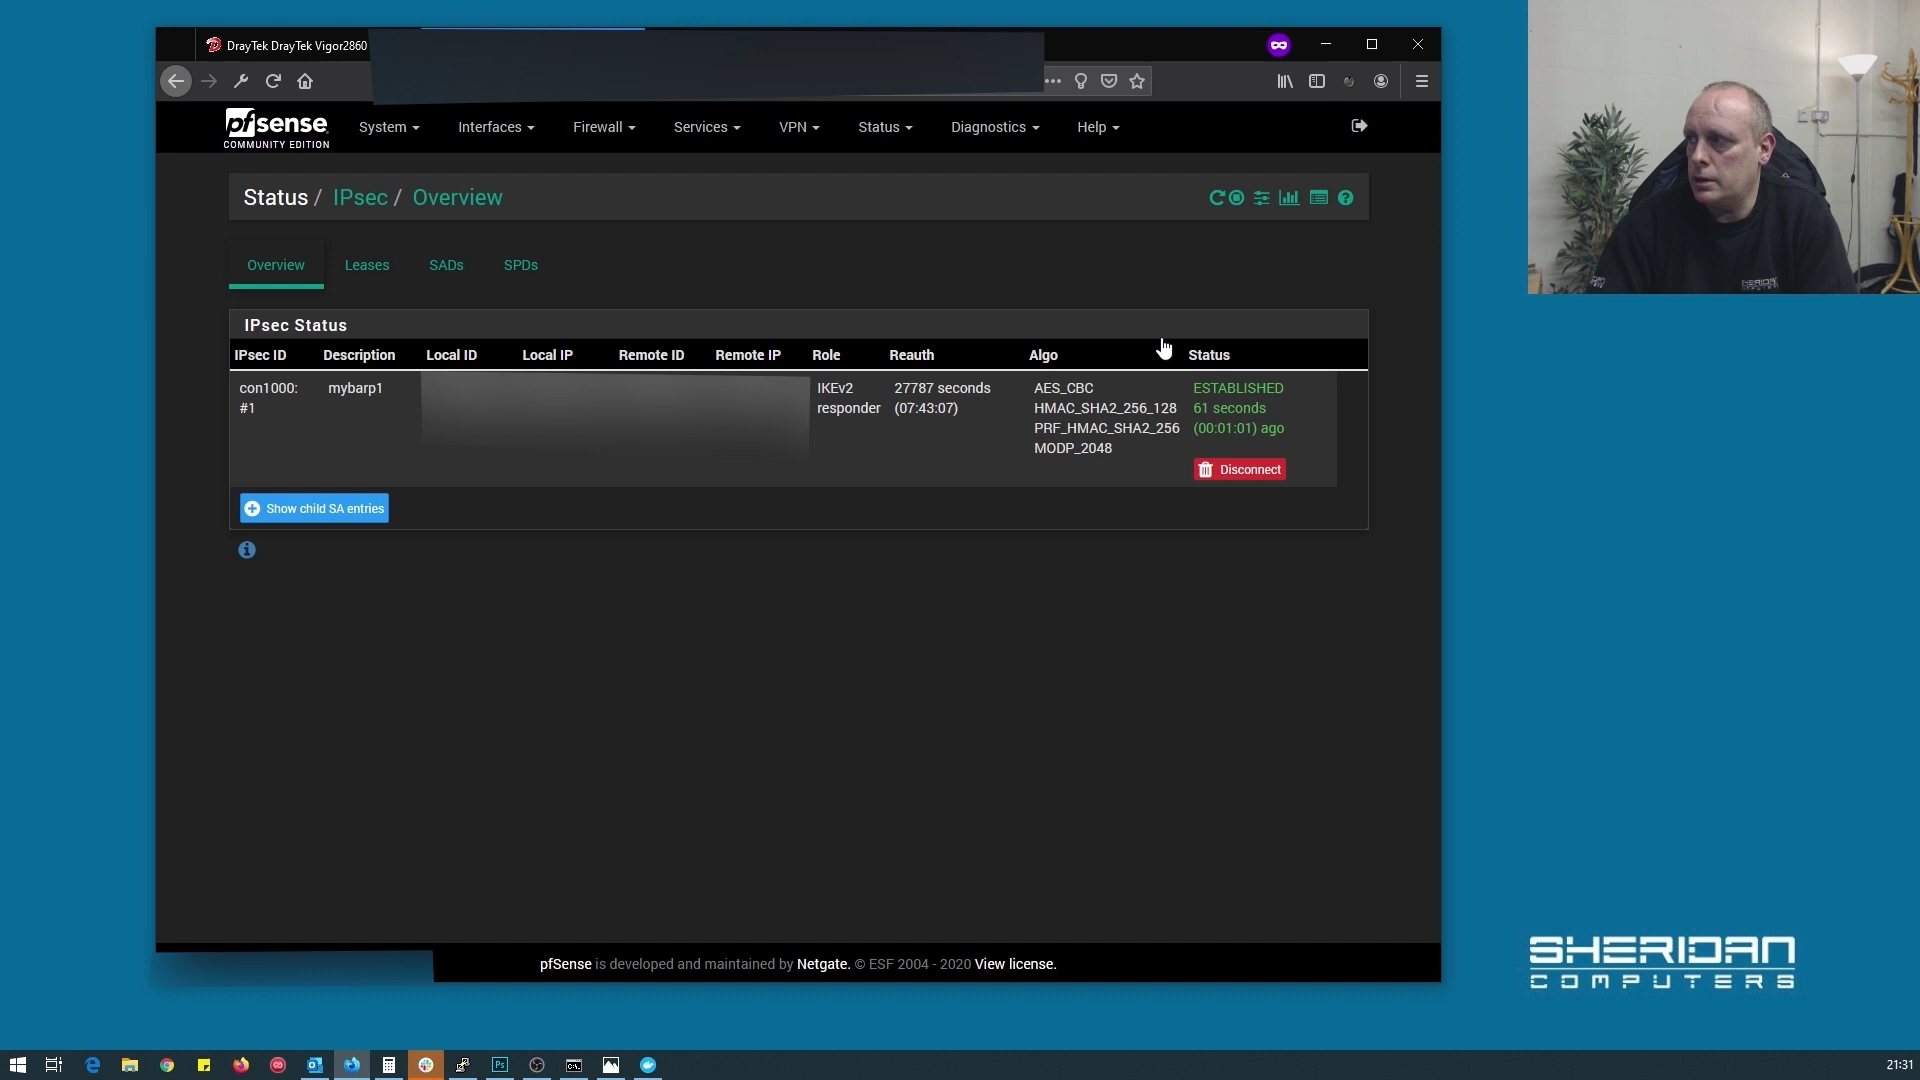 DrayTek DrayTek Vigor2860
pfsense
COMMUNITY EDITION
System
Interfaces
Firewall
Services
VPN
Status
Diagnostics
Help
Status / IPsec / Overview
Overview
Leases
SADs
SPDs
IPsec Status
IPsec ID Description Local ID Local IP Remote ID Remote IP Role Reauth Algo Status
con1000: mybarp1 IKEv2 27787 seconds AES_CBC ESTABLISHED
#1 responder (07:43:07) HMAC_SHA2_256_128 61 seconds
PRF_HMAC_SHA2_256 (00:01:01) ago
MODP_2048
Disconnect
Show child SA entries
pfSense is developed and maintained by Netgate. © ESF 2004 - 2020 View license.
SHERIDAN
COMPUTERS
Ps
21:31